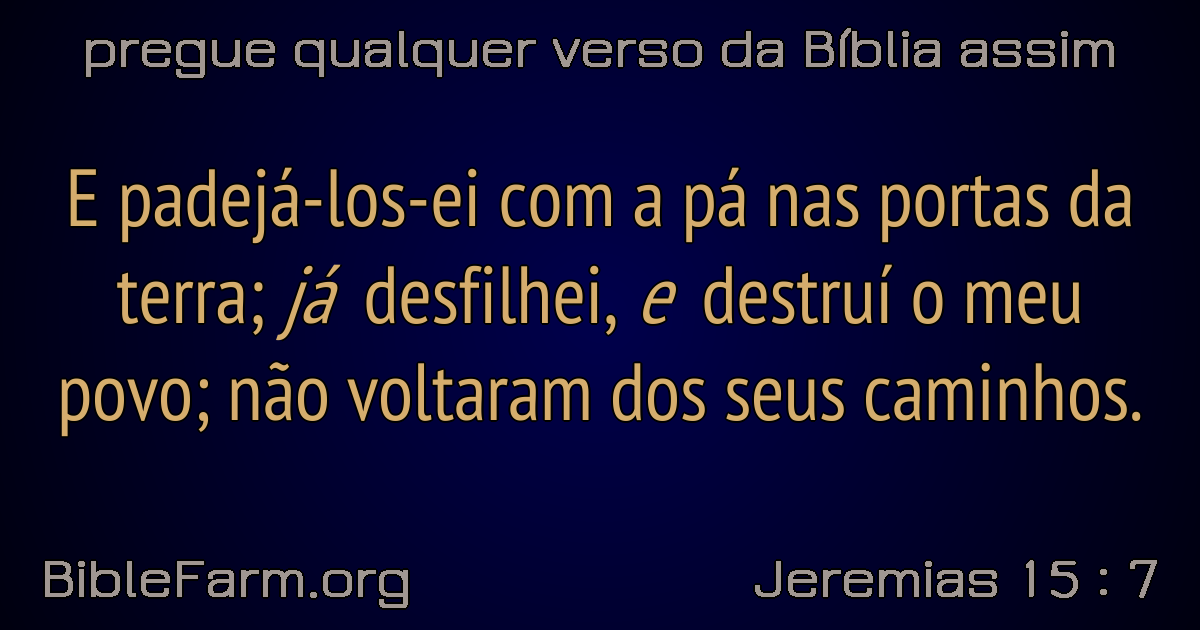 pregue qualquer verso da Bíblia assim
E padejá-los-ei com a pá nas portas da
terra; já desfilhei, e destruí o meu
povo; não voltaram dos seus caminhos.
BibleFarm.org
Jeremias 15 : 7